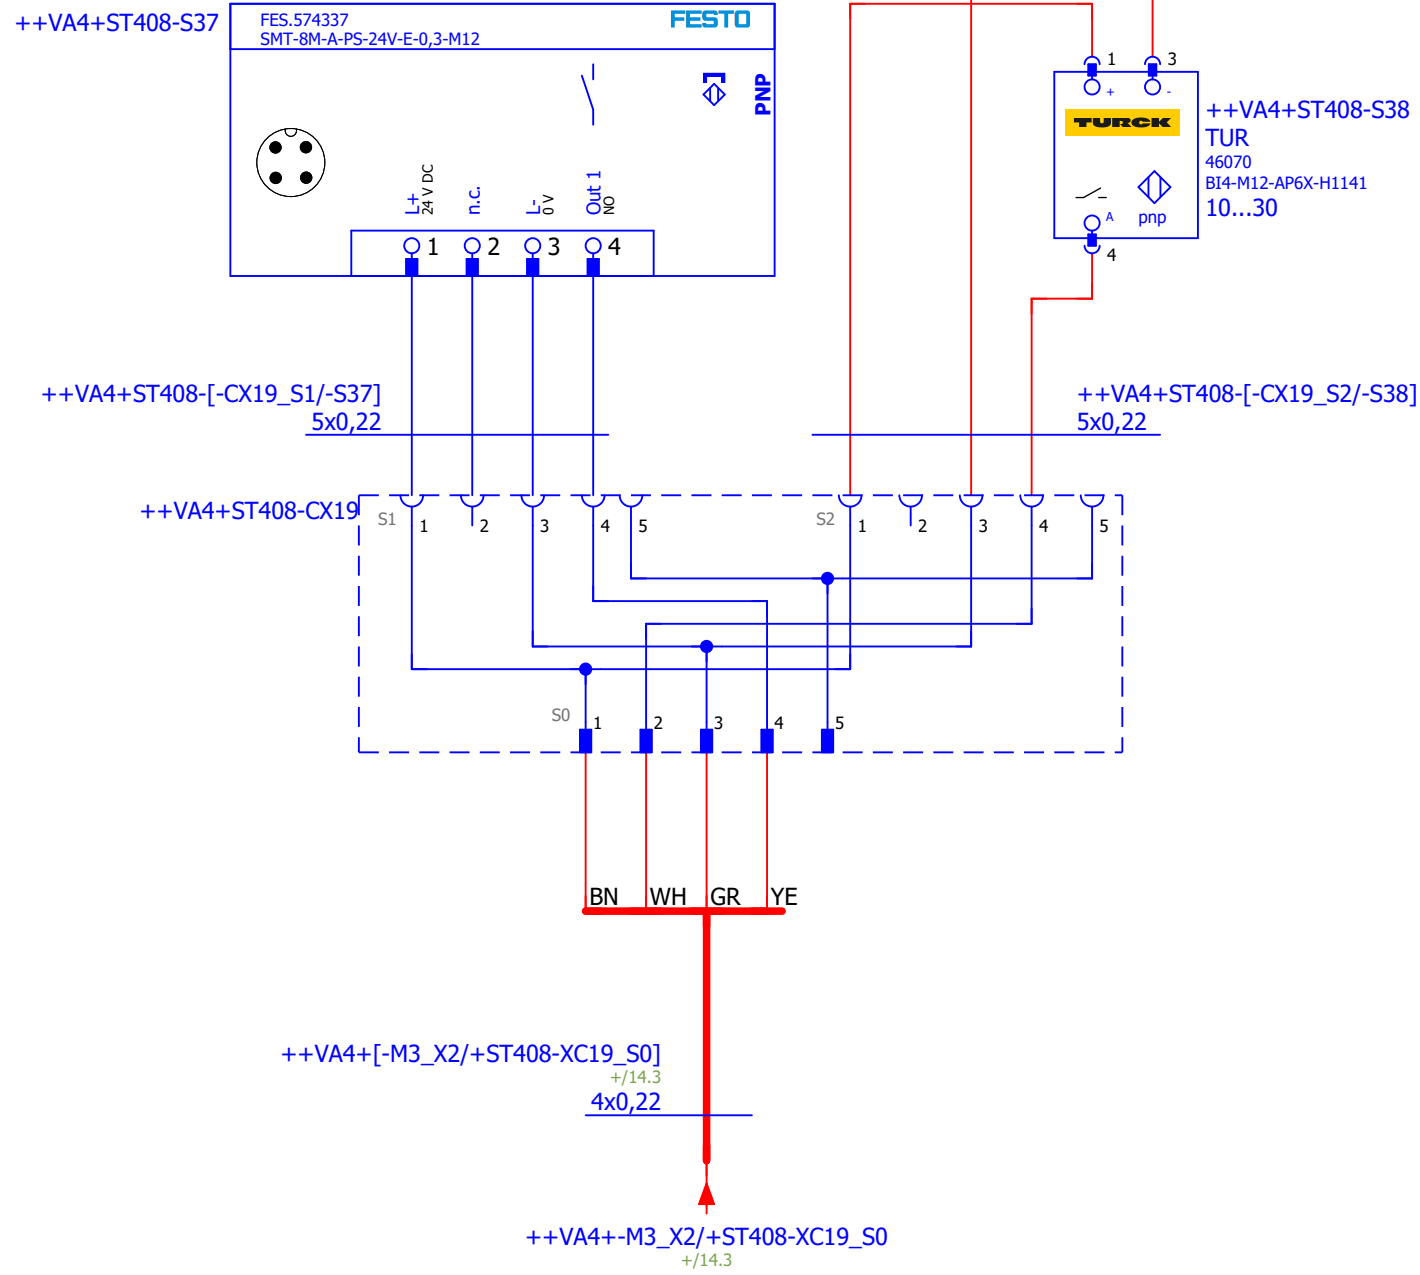 ++VA4+ST408-S37
FES.574337
SMT-8M-A-PS-24V-E-0,3-M12
FESTO
PNP
L+
24 V DC
n.c.
L-
0 V
Out 1
NO
1
2
3
4
1
3
+
-
TURCK
A
pnp
4
++VA4+ST408-S38
TUR
46070
BI4-M12-AP6X-H1141
10...30
++VA4+ST408-[-CX19_S1/-S37]
5x0,22
++VA4+ST408-[-CX19_S2/-S38]
5x0,22
++VA4+ST408-CX19
S1
1
2
3
4
5
S2
1
2
3
4
5
S0
1
2
3
4
5
BN
WH
GR
YE
++VA4+[-M3_X2/+ST408-XC19_S0]
+/14.3
4x0,22
++VA4+-M3_X2/+ST408-XC19_S0
+/14.3